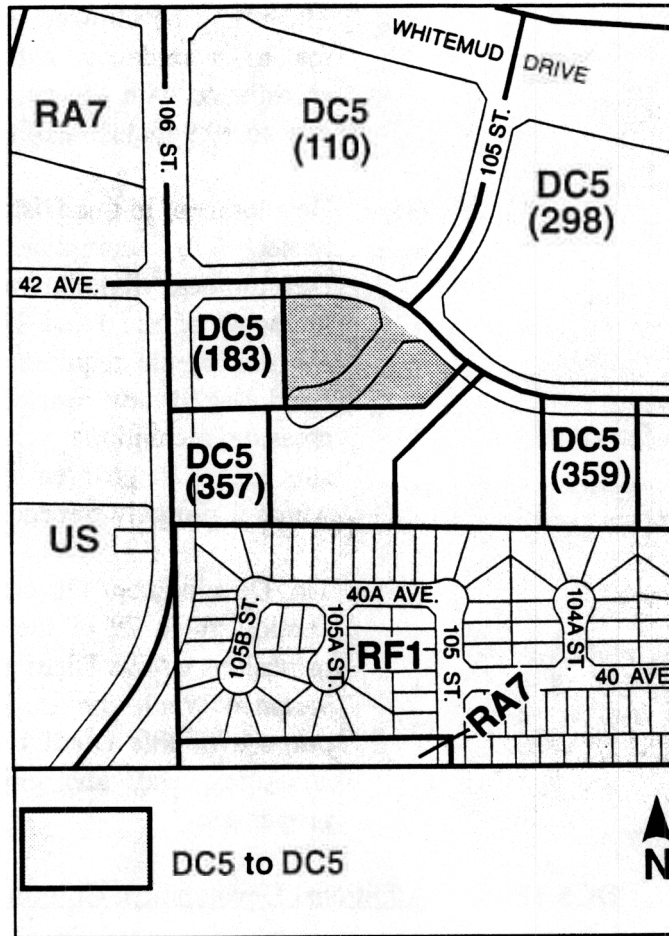 WHITEMUD DRIVE
RA7
106 ST.
DC5
(110)
105 ST.
DC5
(298)
42 AVE.
DC5
(183)
DC5
(357)
DC5
(359)
US
40A AVE.
105B ST.
105A ST.
RF1
105 ST.
104A ST.
40 AVE
RA7
DC5 to DC5
N